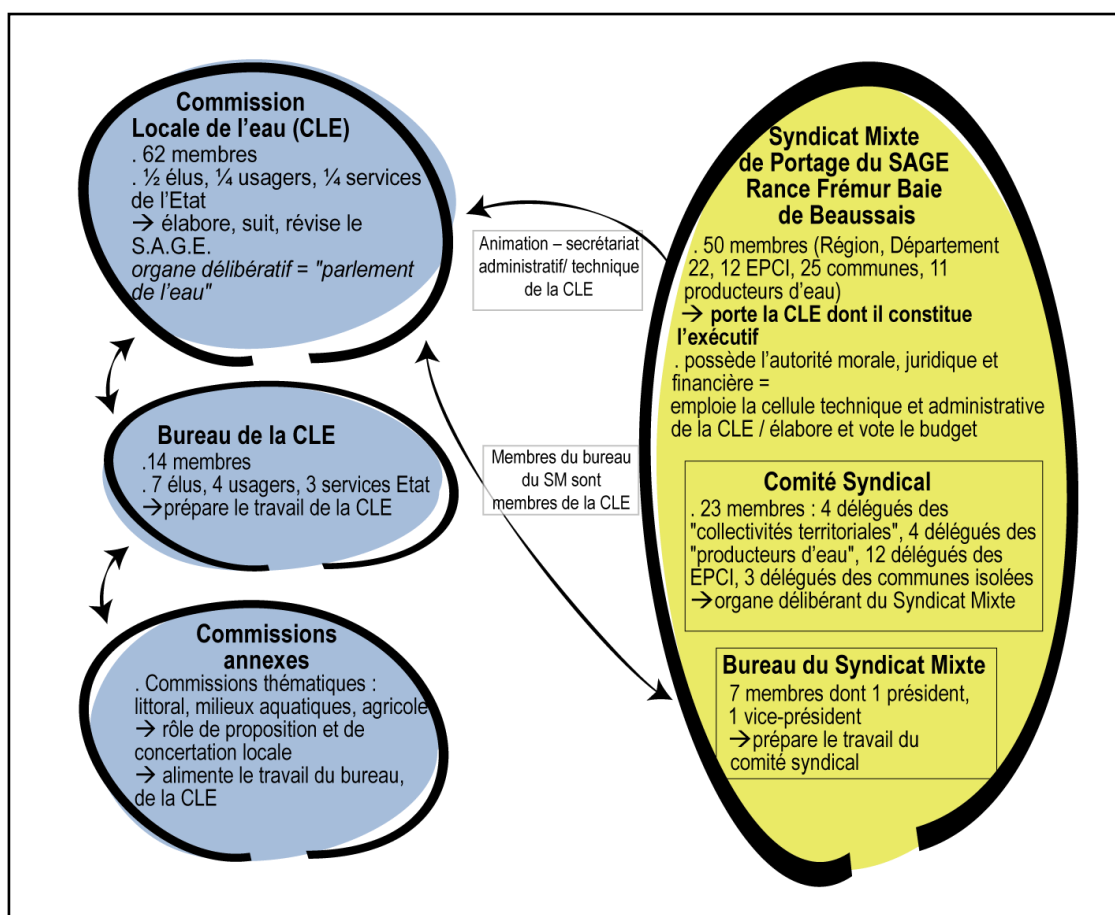 Commission
Locale de l'eau (CLE)
. 62 membres
. ½ élus, ¼ usagers, ¼ services
de l'Etat
→ élabore, suit, révise le
S.A.G.E.
organe délibératif = "parlement
de l'eau"
Bureau de la CLE
.14 membres
. 7 élus, 4 usagers, 3 services Etat
→prépare le travail de la CLE
Commissions
annexes
. Commissions thématiques :
littoral, milieux aquatiques, agricole
→ rôle de proposition et de
concertation locale
→ alimente le travail du bureau,
de la CLE
Animation – secrétariat
administratif/ technique
de la CLE
Membres du bureau
du SM sont
membres de la CLE
Syndicat Mixte
de Portage du SAGE
Rance Frémur Baie
de Beaussais
. 50 membres (Région, Département
22, 12 EPCI, 25 communes, 11
producteurs d'eau)
→ porte la CLE dont il constitue
l'exécutif
. possède l'autorité morale, juridique et
financière =
emploie la cellule technique et administrative
de la CLE / élabore et vote le budget
Comité Syndical
. 23 membres : 4 délégués des
"collectivités territoriales", 4 délégués des
"producteurs d'eau", 12 délégués des
EPCI, 3 délégués des communes isolées
→organe délibérant du Syndicat Mixte
Bureau du Syndicat Mixte
7 membres dont 1 président,
1 vice-président
→prépare le travail du
comité syndical